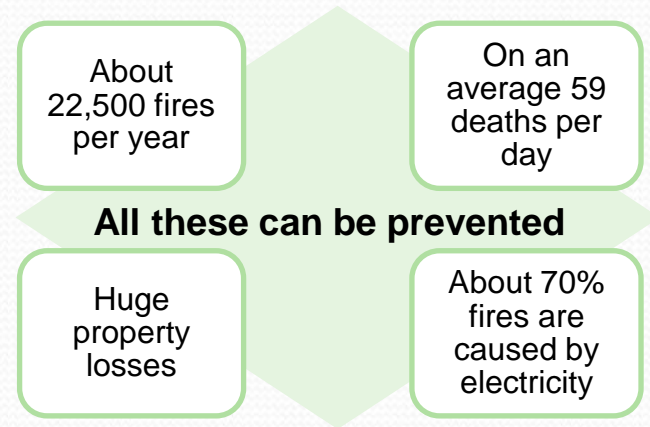 About
22,500 fires
per year
On an
average 59
deaths per
day
All these can be prevented
Huge
property
losses
About 70%
fires are
caused by
electricity